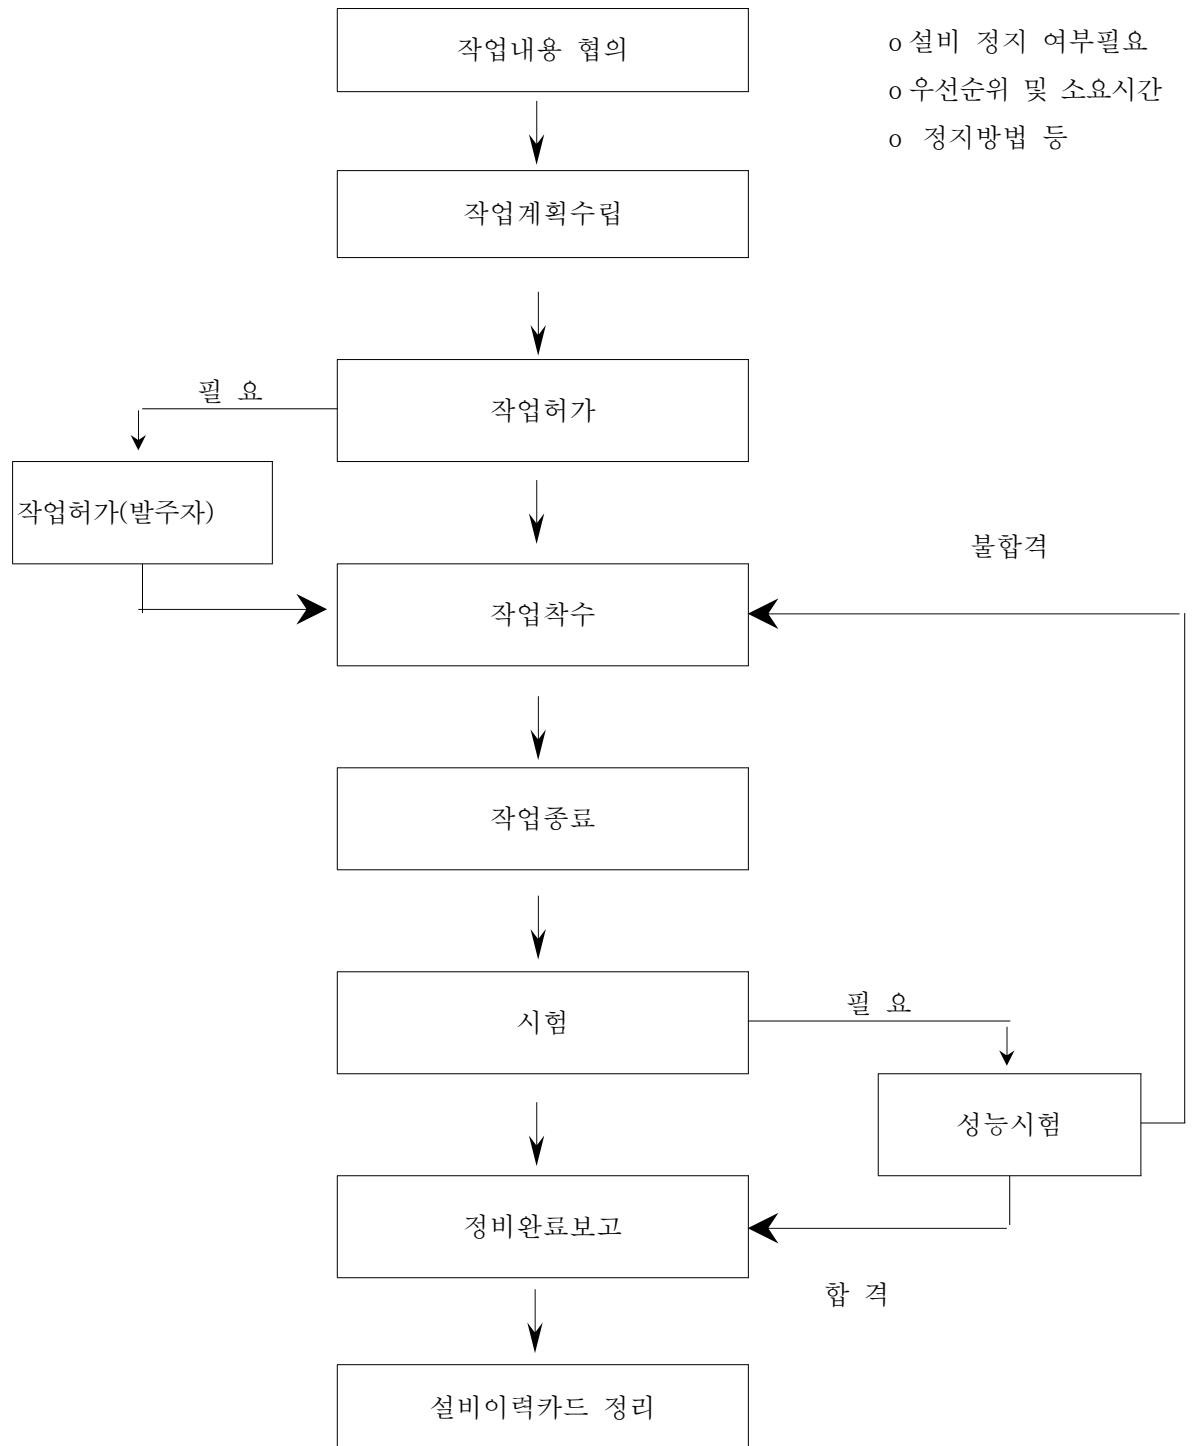 작업내용 협의
o 설비 정지 여부필요
o 우선순위 및 소요시간
o 정지방법 등
작업계획수립
필 요
작업허가
작업허가(발주자)
불합격
작업착수
작업종료
필 요
시험
성능시험
정비완료보고
합 격
설비이력카드 정리